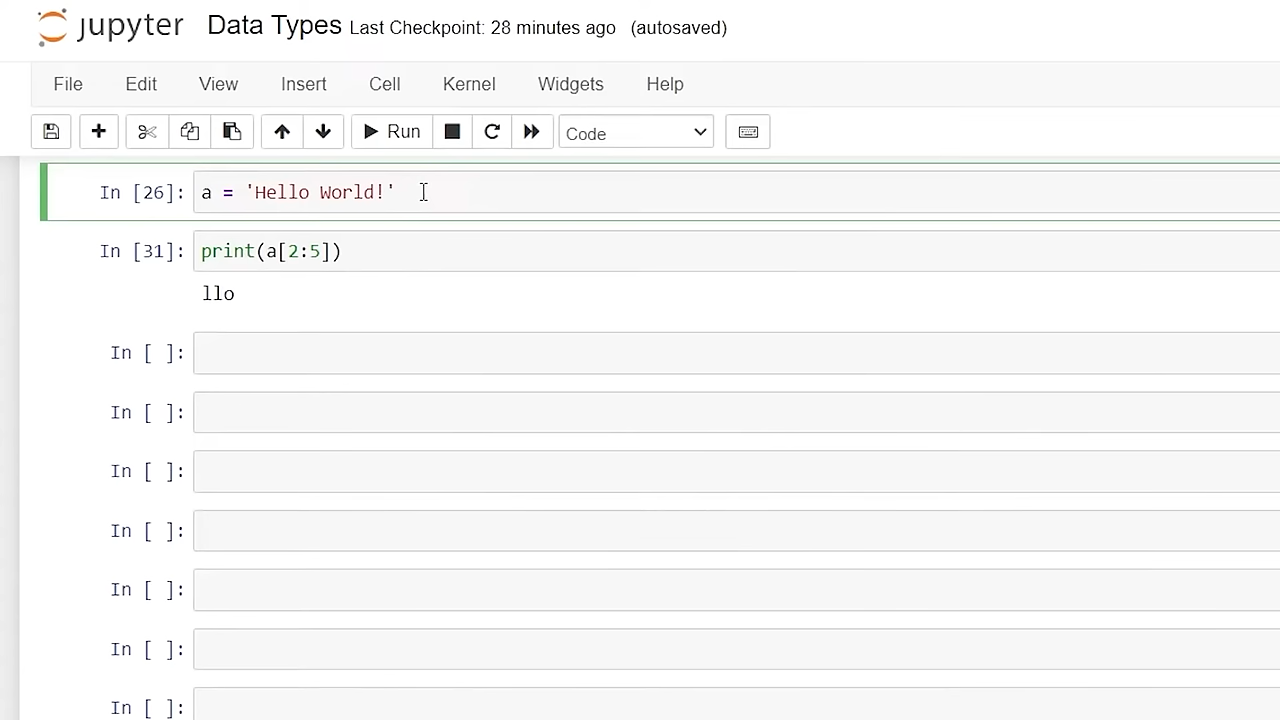 jupyter Data Types Last Checkpoint: 28 minutes ago (autosaved)
File Edit View Insert Cell Kernel Widgets Help
Run Code
In [26]: a = 'Hello World!'
In [31]: print(a[2:5])
llo
In [ ]:
In [ ]:
In [ ]:
In [ ]:
In [ ]:
In [ ]:
In [ ]: